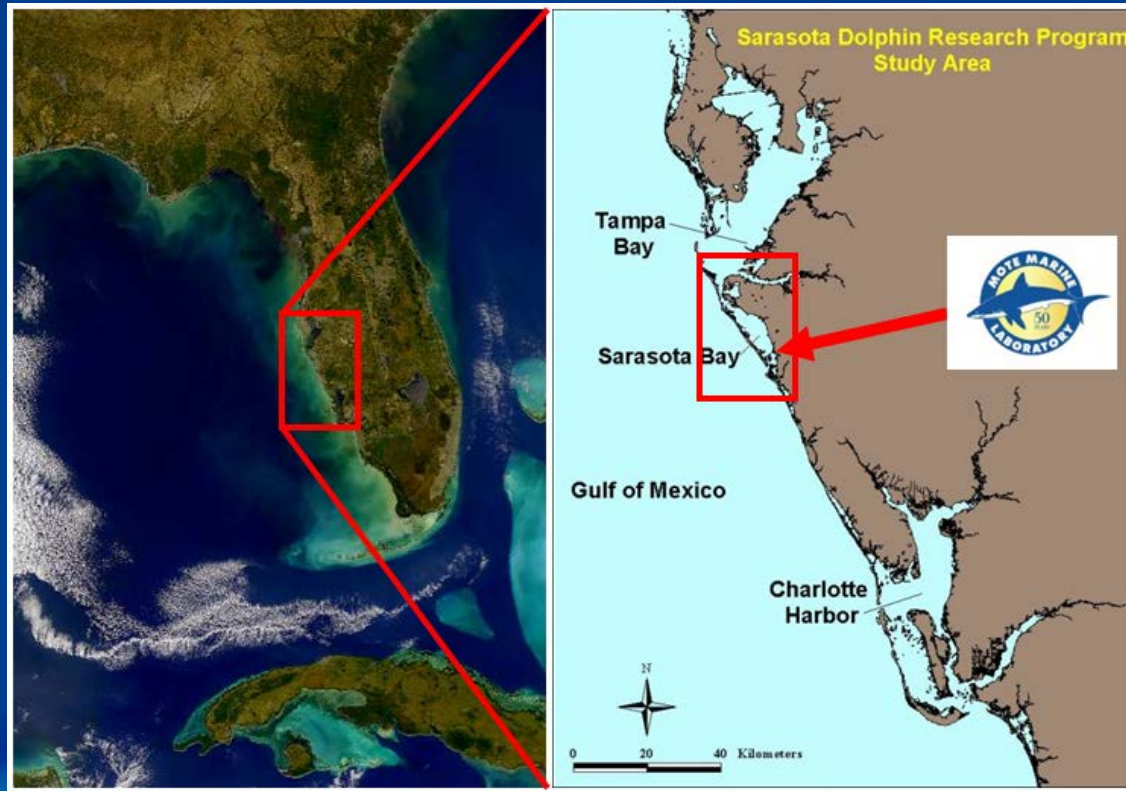 Sarasota Dolphin Research Program
Study Area
Tampa
Bay
MOTE MARINE
50
YEARS
LABORATORY
Sarasota Bay
Gulf of Mexico
Charlotte
Harbor
N
0 20 40 Kilometers